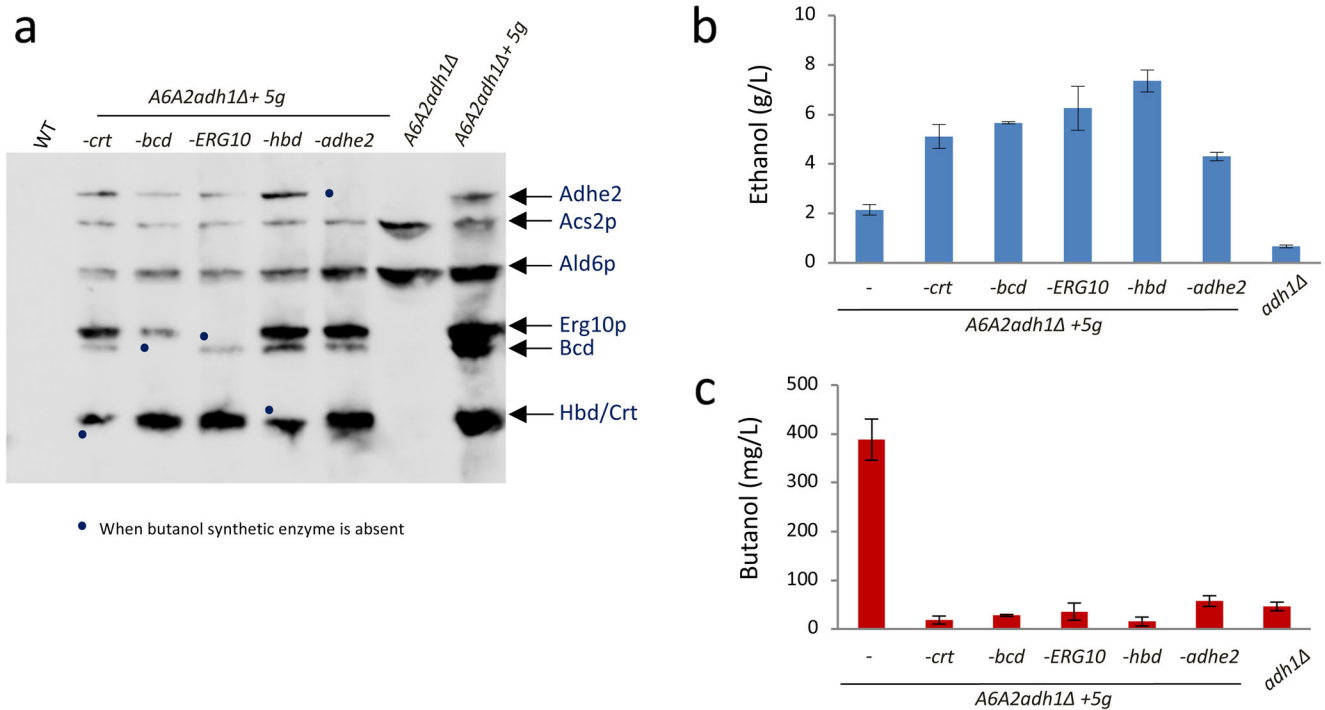 a
WT
A6A2adh1Δ+ 5g
-crt -bcd -ERG10 -hbd -adhe2
A6A2adh1Δ
A6A2adh1Δ+ 5g
Adhe2
Acs2p
Ald6p
Erg10p
Bcd
Hbd/Crt
When butanol synthetic enzyme is absent
b
Ethanol (g/L)
10
8
6
4
2
0
- -crt -bcd -ERG10 -hbd -adhe2 adh1Δ
A6A2adh1Δ +5g
c
Butanol (mg/L)
500
400
300
200
100
0
- -crt -bcd -ERG10 -hbd -adhe2 adh1Δ
A6A2adh1Δ +5g